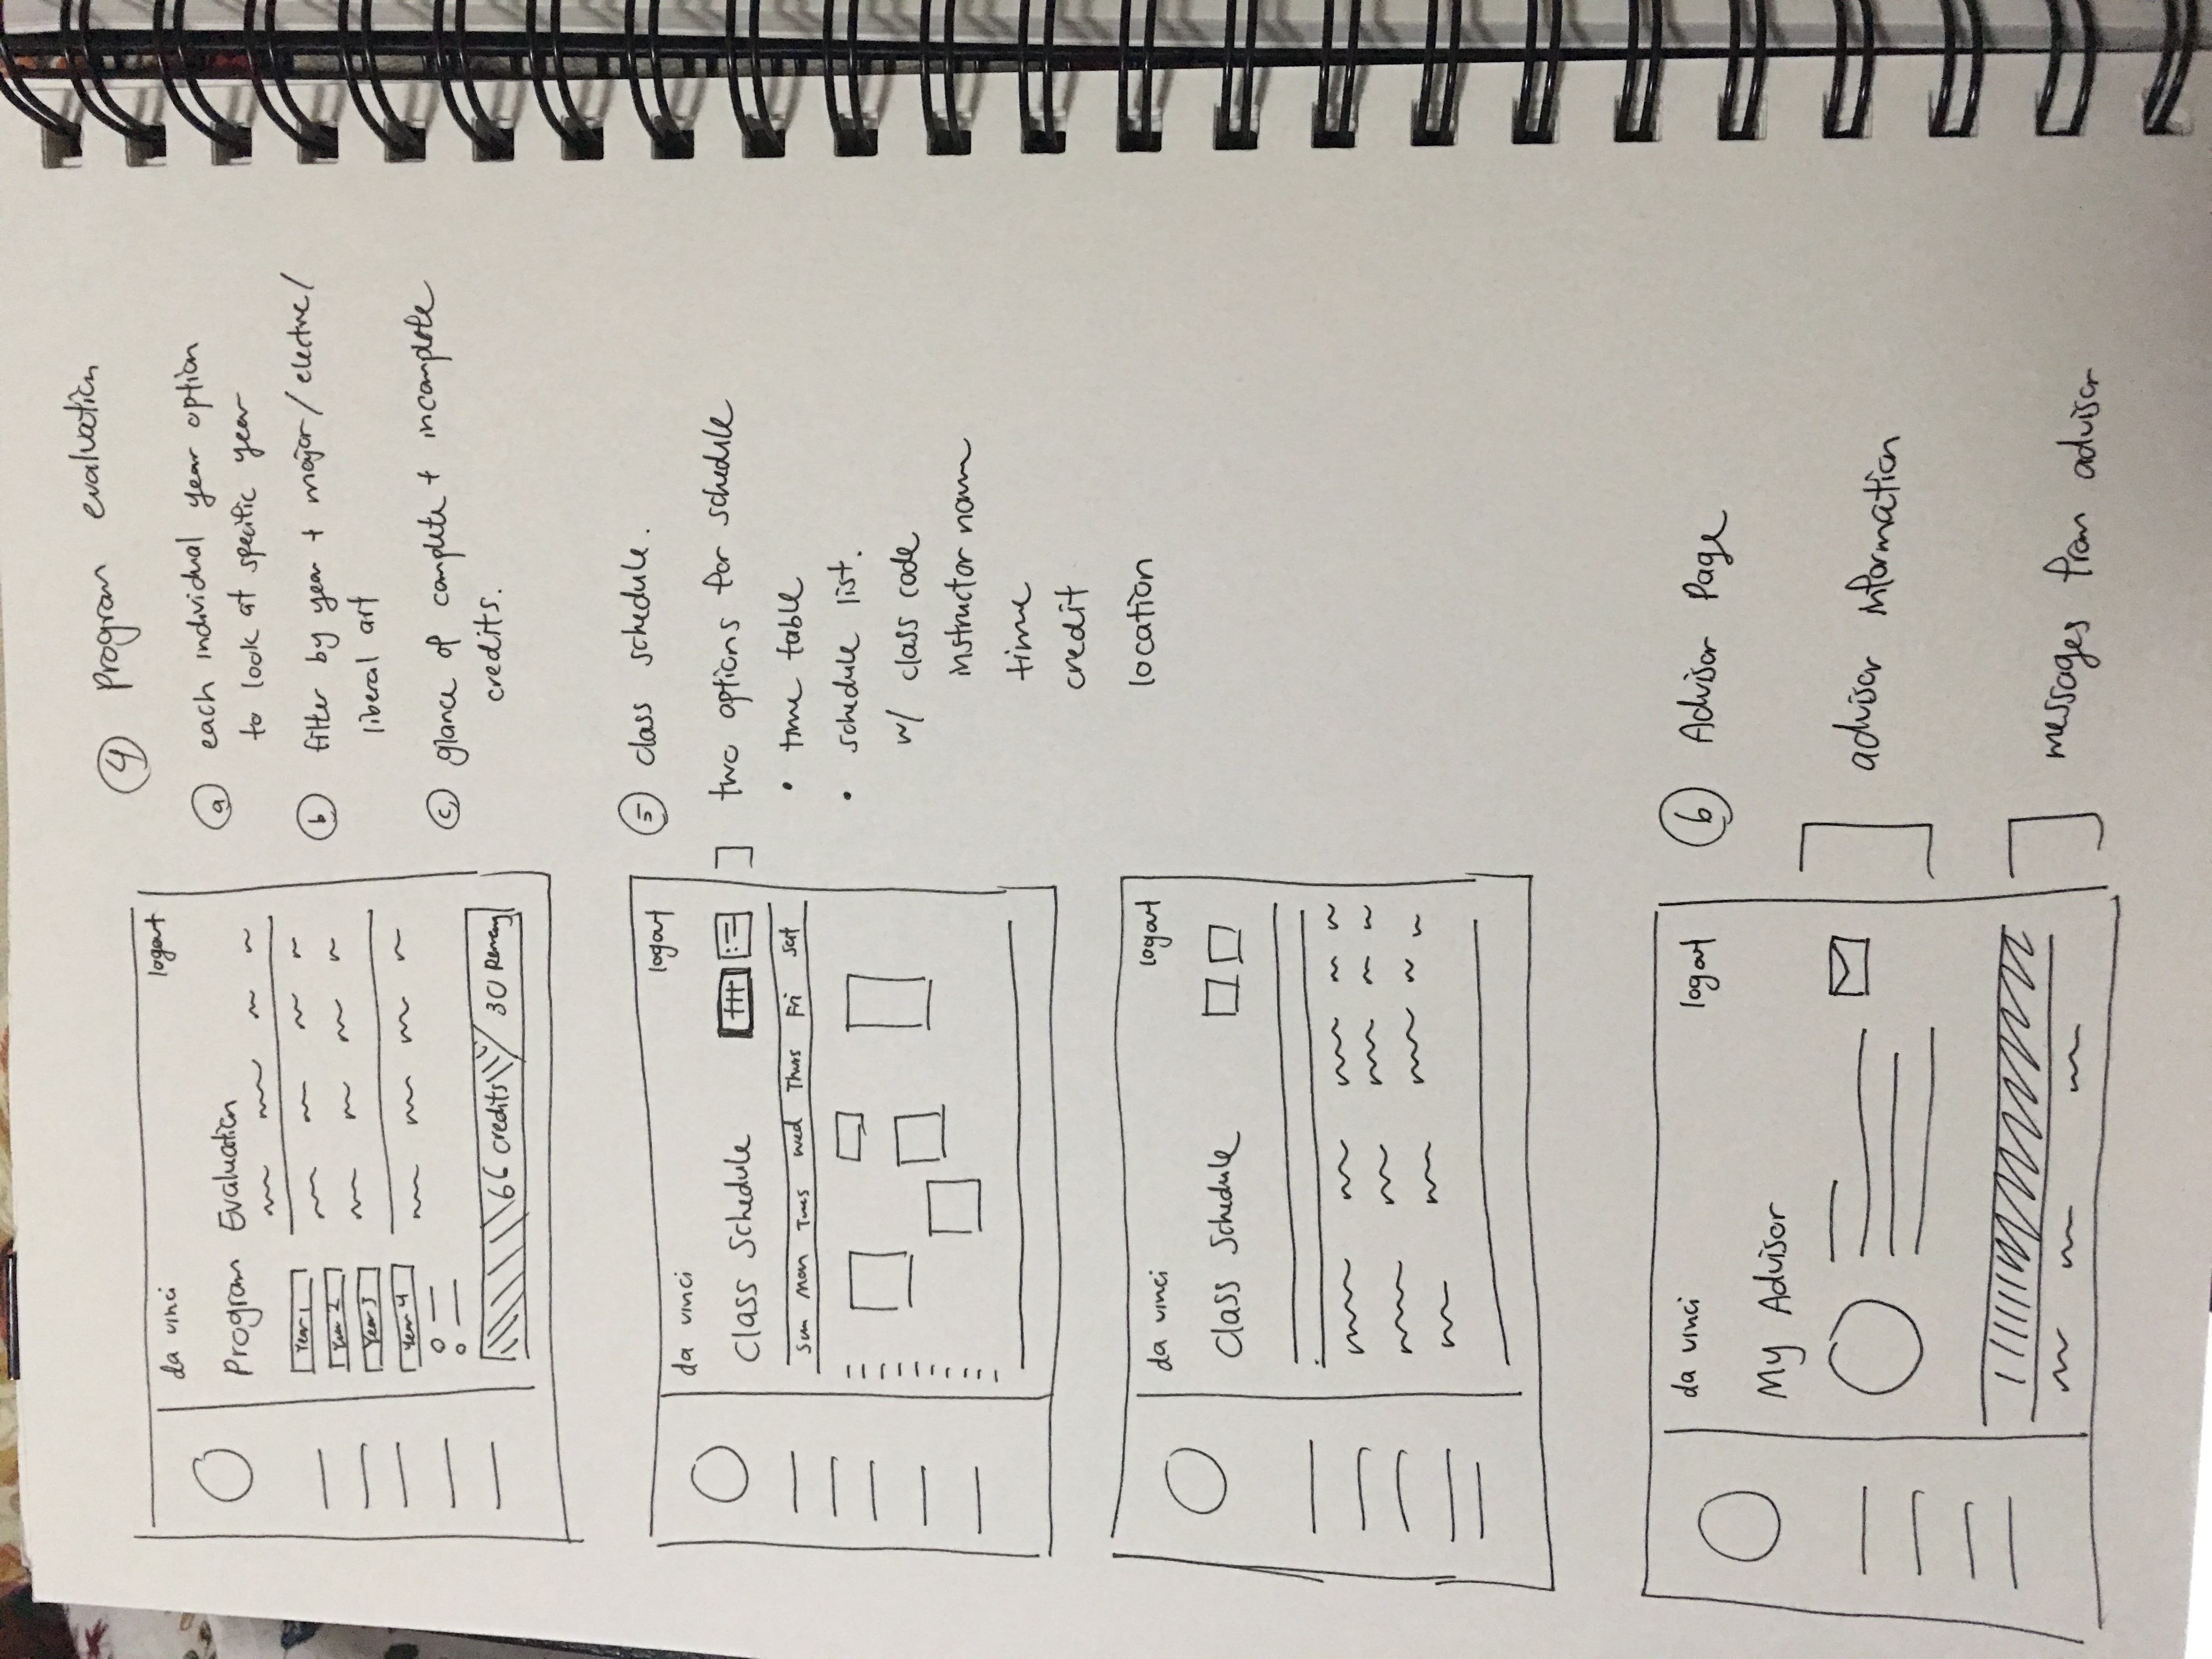 da vinci
logout
Program Evaluation
Year 1
Year 2
Year 3
Year 4
66 credits
30
④ Program evaluation
ⓐ each individual year option
to look at specific year
ⓑ filter by year + major / elective /
liberal art
ⓒ glance of complete + incomplete
credits.
da vinci
logout
Class Schedule
Sun Mon Tues Wed Thurs Fri Sat
⑤ class schedule.
two options for schedule
• time table
• schedule list.
w/ class code
instructor name
time
credit
location
da vinci
logout
Class Schedule
da vinci
logout
My Advisor
⑥ Advisor Page
advisor information
messages from advisor